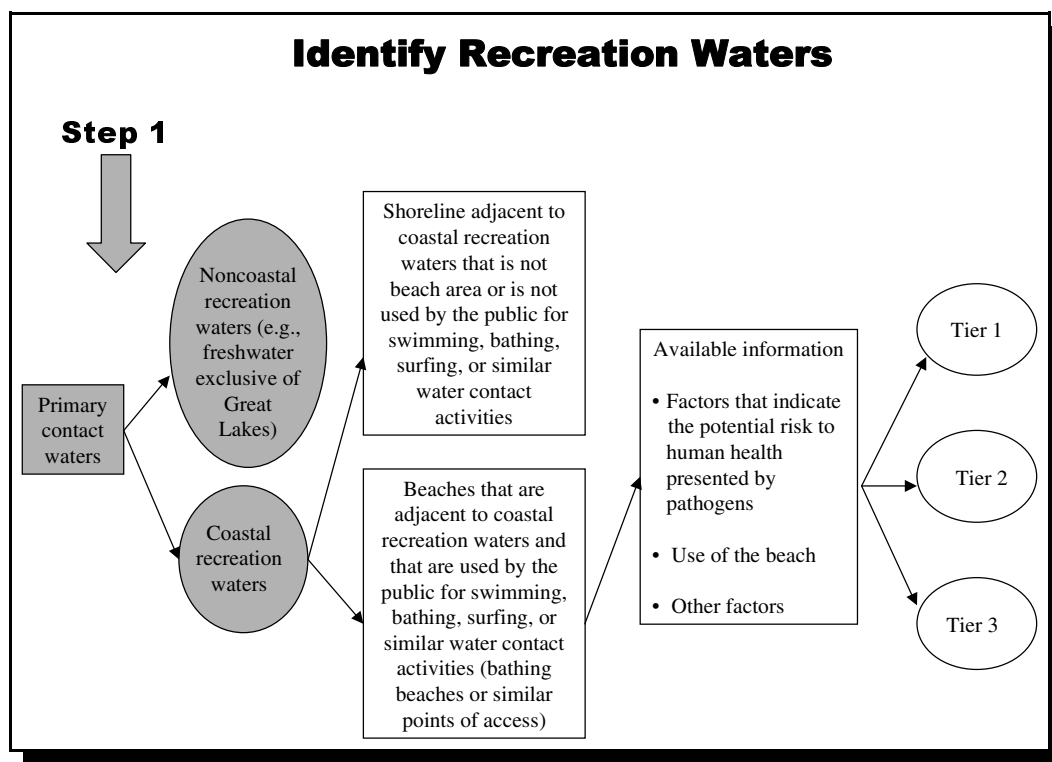 Identify Recreation Waters
Step 1
Primary
contact
waters
Noncoastal
recreation
waters (e.g.,
freshwater
exclusive of
Great
Lakes)
Coastal
recreation
waters
Shoreline adjacent to
coastal recreation
waters that is not
beach area or is not
used by the public for
swimming, bathing,
surfing, or similar
water contact
activities
Beaches that are
adjacent to coastal
recreation waters and
that are used by the
public for swimming,
bathing, surfing, or
similar water contact
activities (bathing
beaches or similar
points of access)
Available information
• Factors that indicate
the potential risk to
human health
presented by
pathogens
• Use of the beach
• Other factors
Tier 1
Tier 2
Tier 3